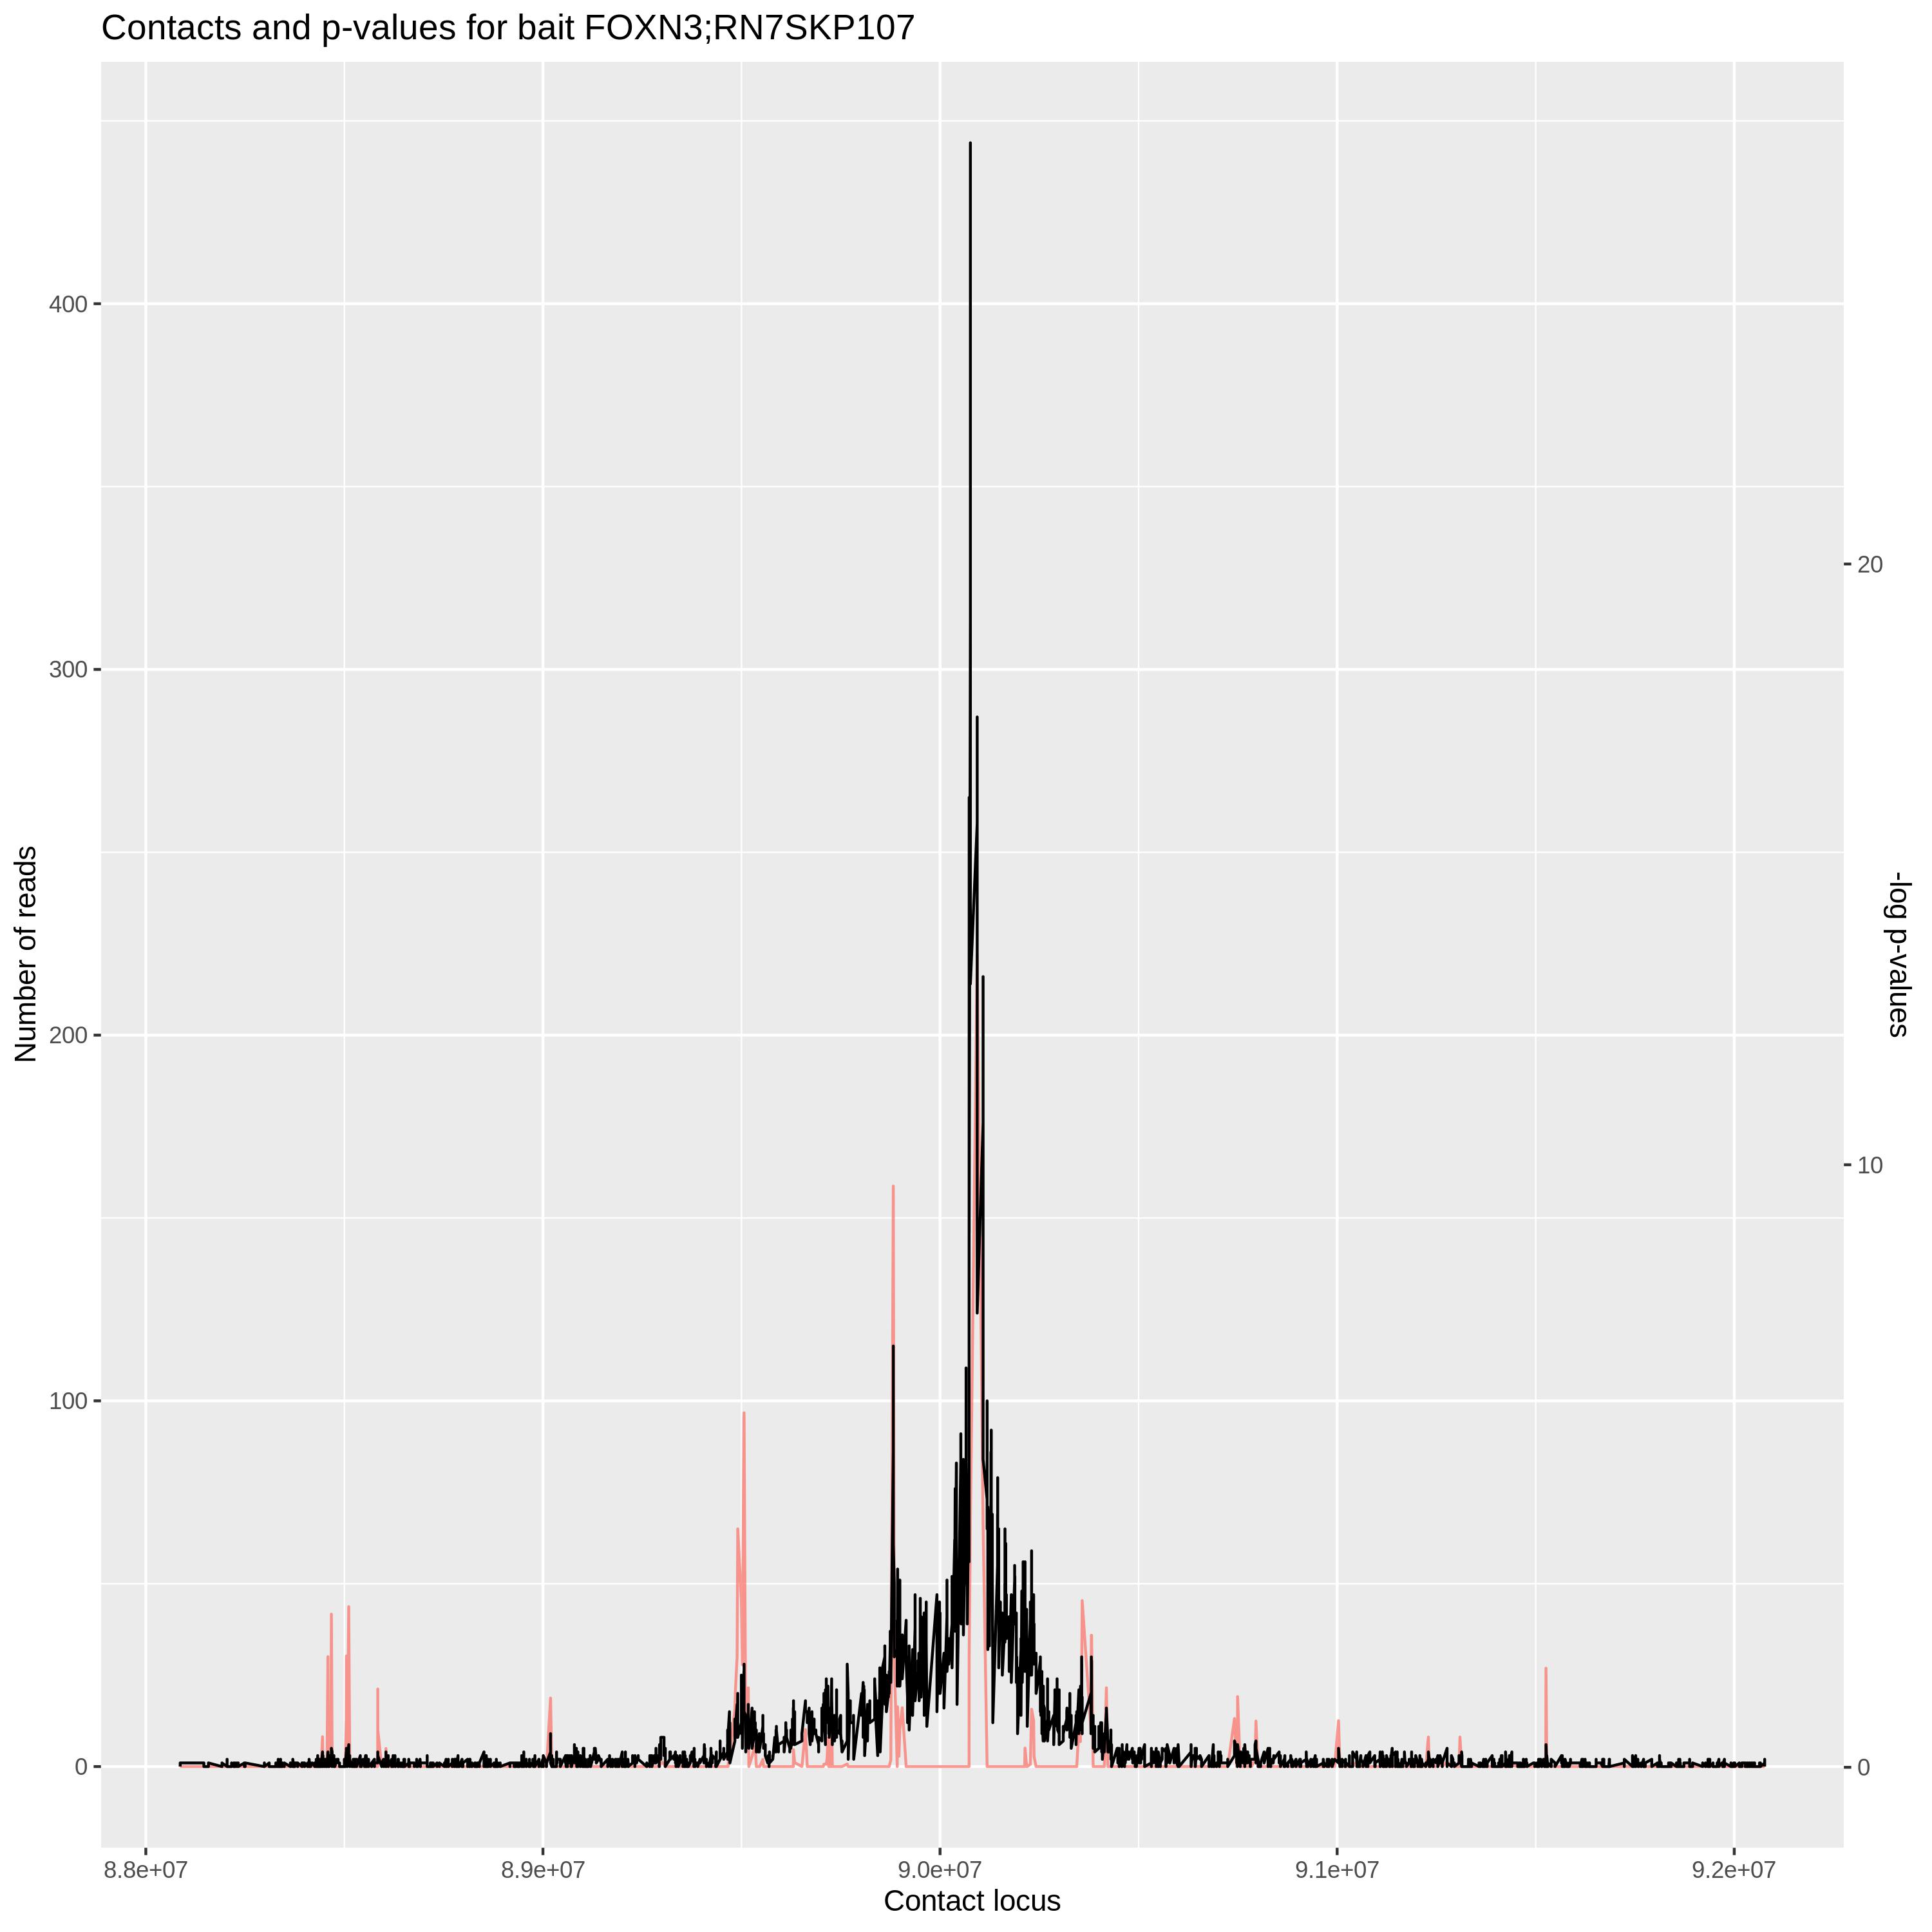 Contacts and p-values for bait FOXN3;RN7SKP107
Number of reads
400
300
200
100
0
20
10
0
-log p-values
8.8e+07
8.9e+07
9.0e+07
9.1e+07
9.2e+07
Contact locus